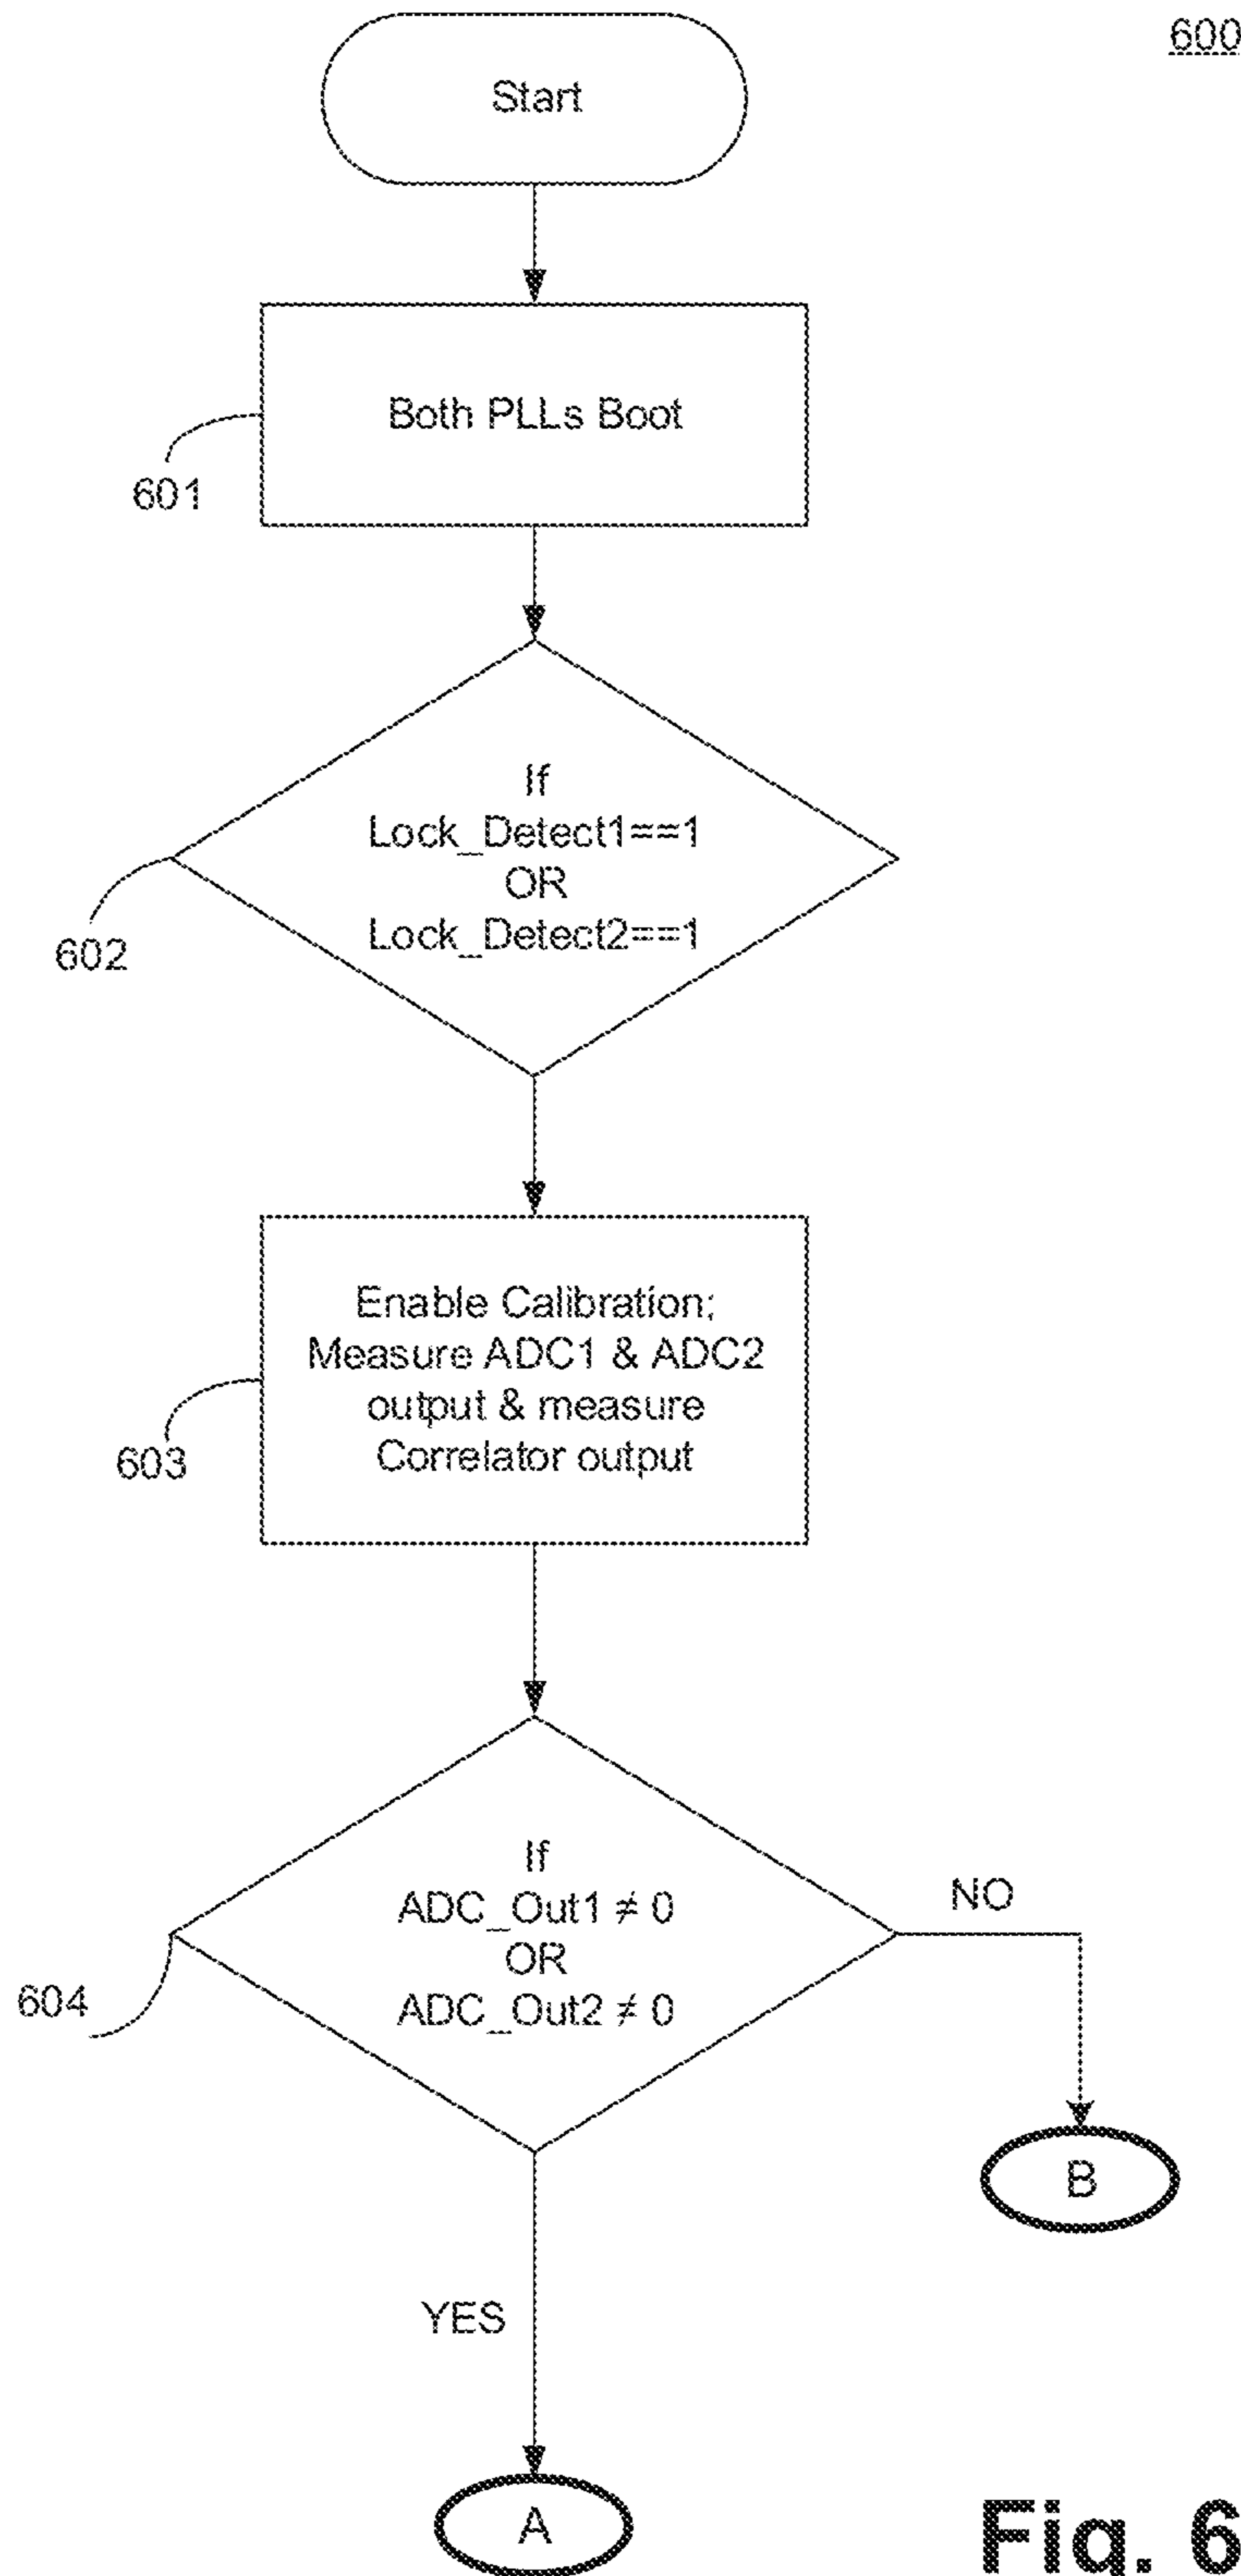 600
Start
Both PLLs Boot
601
If
Lock_Detect1==1
OR
Lock_Detect2==1
602
Enable Calibration;
Measure ADC1 & ADC2
output & measure
Correlator output
603
If
ADC_Out1 ≠ 0
OR
ADC_Out2 ≠ 0
NO
604
B
YES
A
Fig. 6